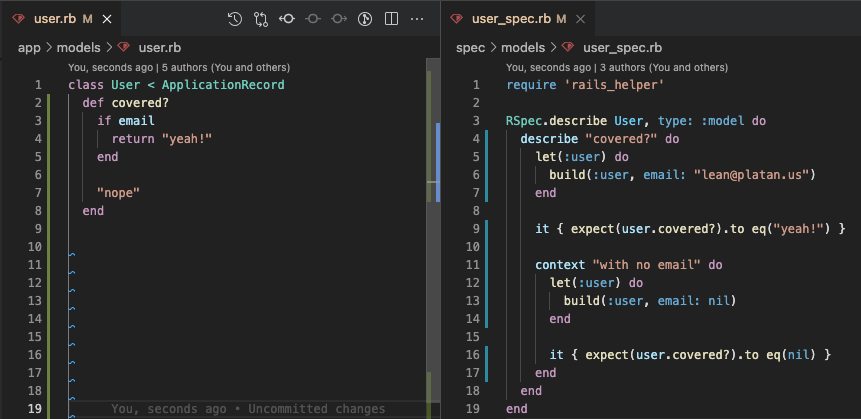 user.rb M
app > models > user.rb
You, seconds ago | 5 authors (You and others)
1 class User < ApplicationRecord
2 def covered?
3 if email
4 return "yeah!"
5 end
6
7 "nope"
8 end
9
10
11
12
13
14
15
16
17
18
19 You, seconds ago • Uncommitted changes
user_spec.rb M
spec > models > user_spec.rb
You, seconds ago | 3 authors (You and others)
1 require 'rails_helper'
2
3 RSpec.describe User, type: :model do
4 describe "covered?" do
5 let(:user) do
6 build(:user, email: "lean@platan.us")
7 end
8
9 it { expect(user.covered?).to eq("yeah!") }
10
11 context "with no email" do
12 let(:user) do
13 build(:user, email: nil)
14 end
15
16 it { expect(user.covered?).to eq(nil) }
17 end
18 end
19 end